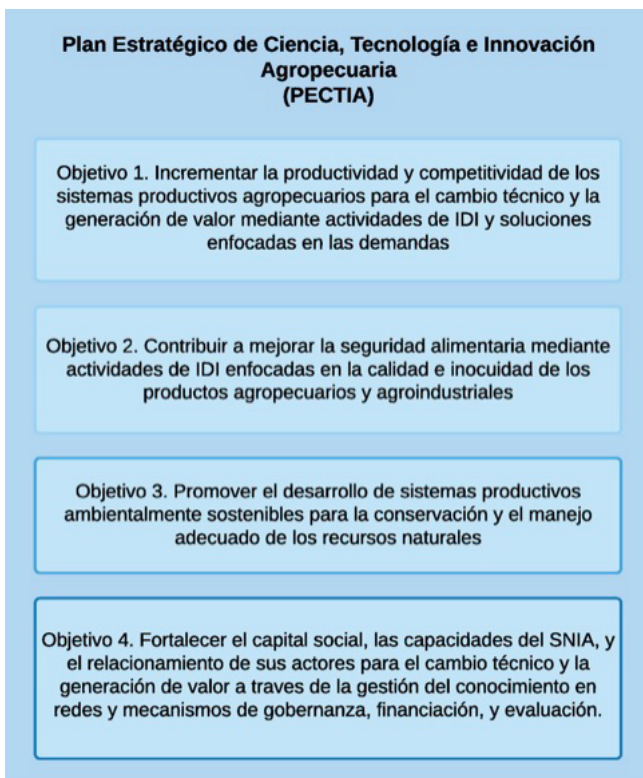 Plan Estratégico de Ciencia, Tecnología e Innovación
Agropecuaria
(PECTIA)
Objetivo 1. Incrementar la productividad y competitividad de los
sistemas productivos agropecuarios para el cambio técnico y la
generación de valor mediante actividades de IDI y soluciones
enfocadas en las demandas
Objetivo 2. Contribuir a mejorar la seguridad alimentaria mediante
actividades de IDI enfocadas en la calidad e inocuidad de los
productos agropecuarios y agroindustriales
Objetivo 3. Promover el desarrollo de sistemas productivos
ambientalmente sostenibles para la conservación y el manejo
adecuado de los recursos naturales
Objetivo 4. Fortalecer el capital social, las capacidades del SNIA, y
el relacionamiento de sus actores para el cambio técnico y la
generación de valor a traves de la gestión del conocimiento en
redes y mecanismos de gobernanza, financiación, y evaluación.